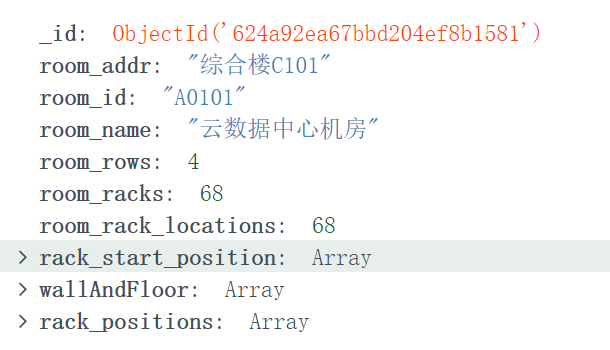 _id: ObjectId('624a92ea67bbd204ef8b1581')
room_addr: "综合楼C101"
room_id: "A0101"
room_name: "云数据中心机房"
room_rows: 4
room_racks: 68
room_rack_locations: 68
> rack_start_position: Array
> wallAndFloor: Array
> rack_positions: Array